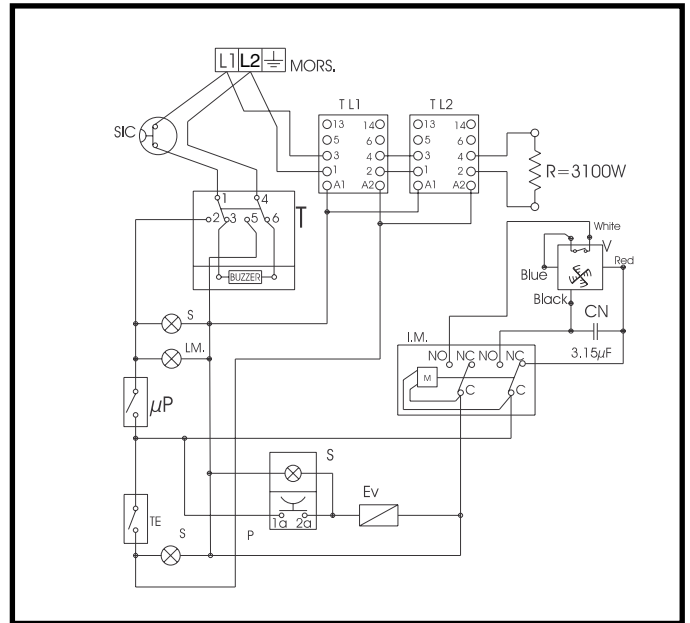 L1 L2 MORS.
SIC
T L1 T L2
13 14 13 14
5 6 5 6
3 4 3 4
1 2 1 2
A1 A2 A1 A2
R=3100W
1 4
2 3 5 6 T
BUZZER
White
V
Blue Red
Black
CN
3.15µF
S
LM.
I.M.
NO NC NO NC
M
C C
µP
S
Ev
1a 2a
TE
S P